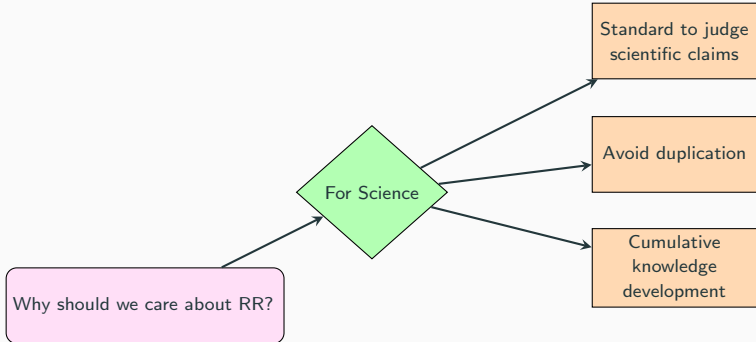 Standard to judge
scientific claims
Avoid duplication
For Science
Cumulative
knowledge
development
Why should we care about RR?